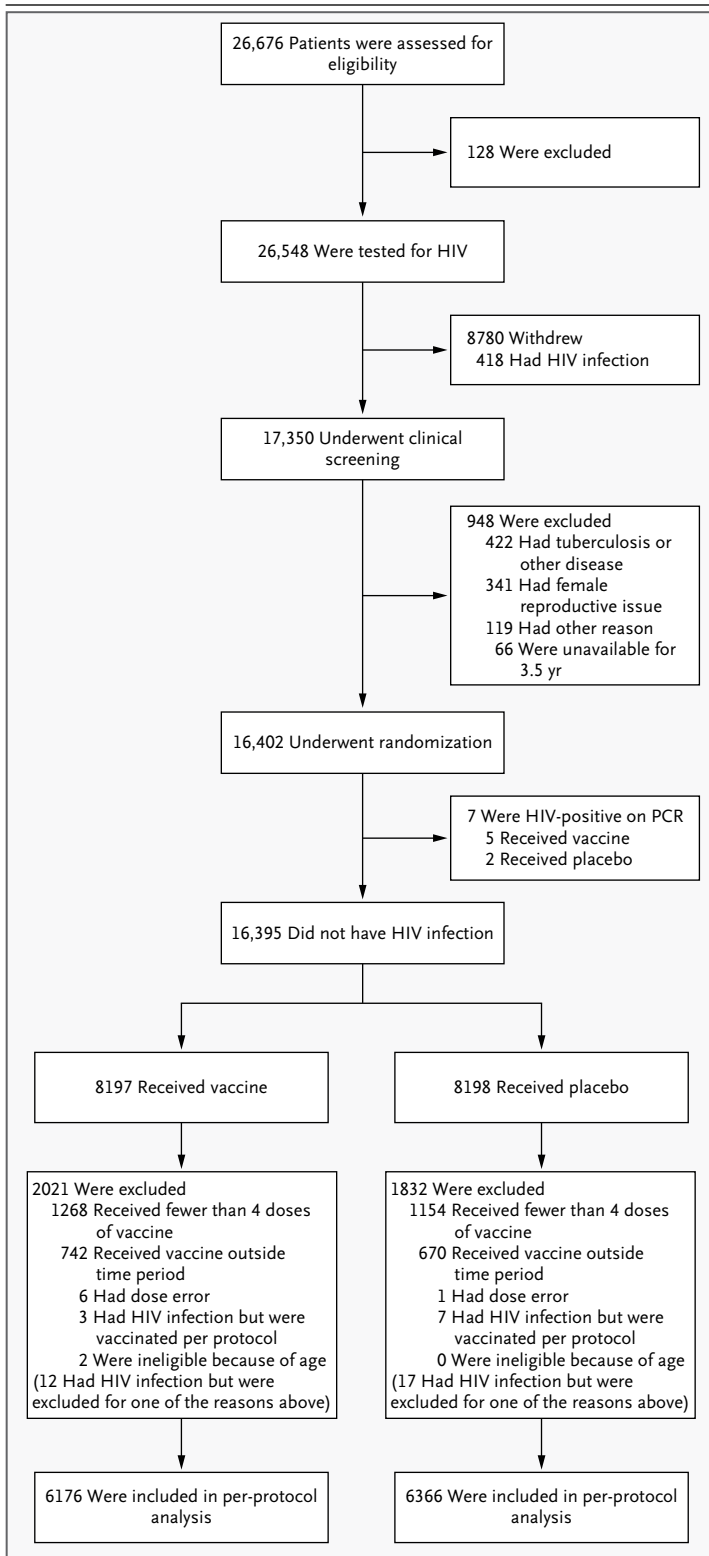 26,676 Patients were assessed for
eligibility
128 Were excluded
26,548 Were tested for HIV
8780 Withdrew
418 Had HIV infection
17,350 Underwent clinical
screening
948 Were excluded
422 Had tuberculosis or
other disease
341 Had female
reproductive issue
119 Had other reason
66 Were unavailable for
3.5 yr
16,402 Underwent randomization
7 Were HIV-positive on PCR
5 Received vaccine
2 Received placebo
16,395 Did not have HIV infection
8197 Received vaccine
8198 Received placebo
2021 Were excluded
1268 Received fewer than 4 doses
of vaccine
742 Received vaccine outside
time period
6 Had dose error
3 Had HIV infection but were
vaccinated per protocol
2 Were ineligible because of age
(12 Had HIV infection but were
excluded for one of the reasons above)
1832 Were excluded
1154 Received fewer than 4 doses
of vaccine
670 Received vaccine outside
time period
1 Had dose error
7 Had HIV infection but were
vaccinated per protocol
0 Were ineligible because of age
(17 Had HIV infection but were
excluded for one of the reasons above)
6176 Were included in per-protocol
analysis
6366 Were included in per-protocol
analysis